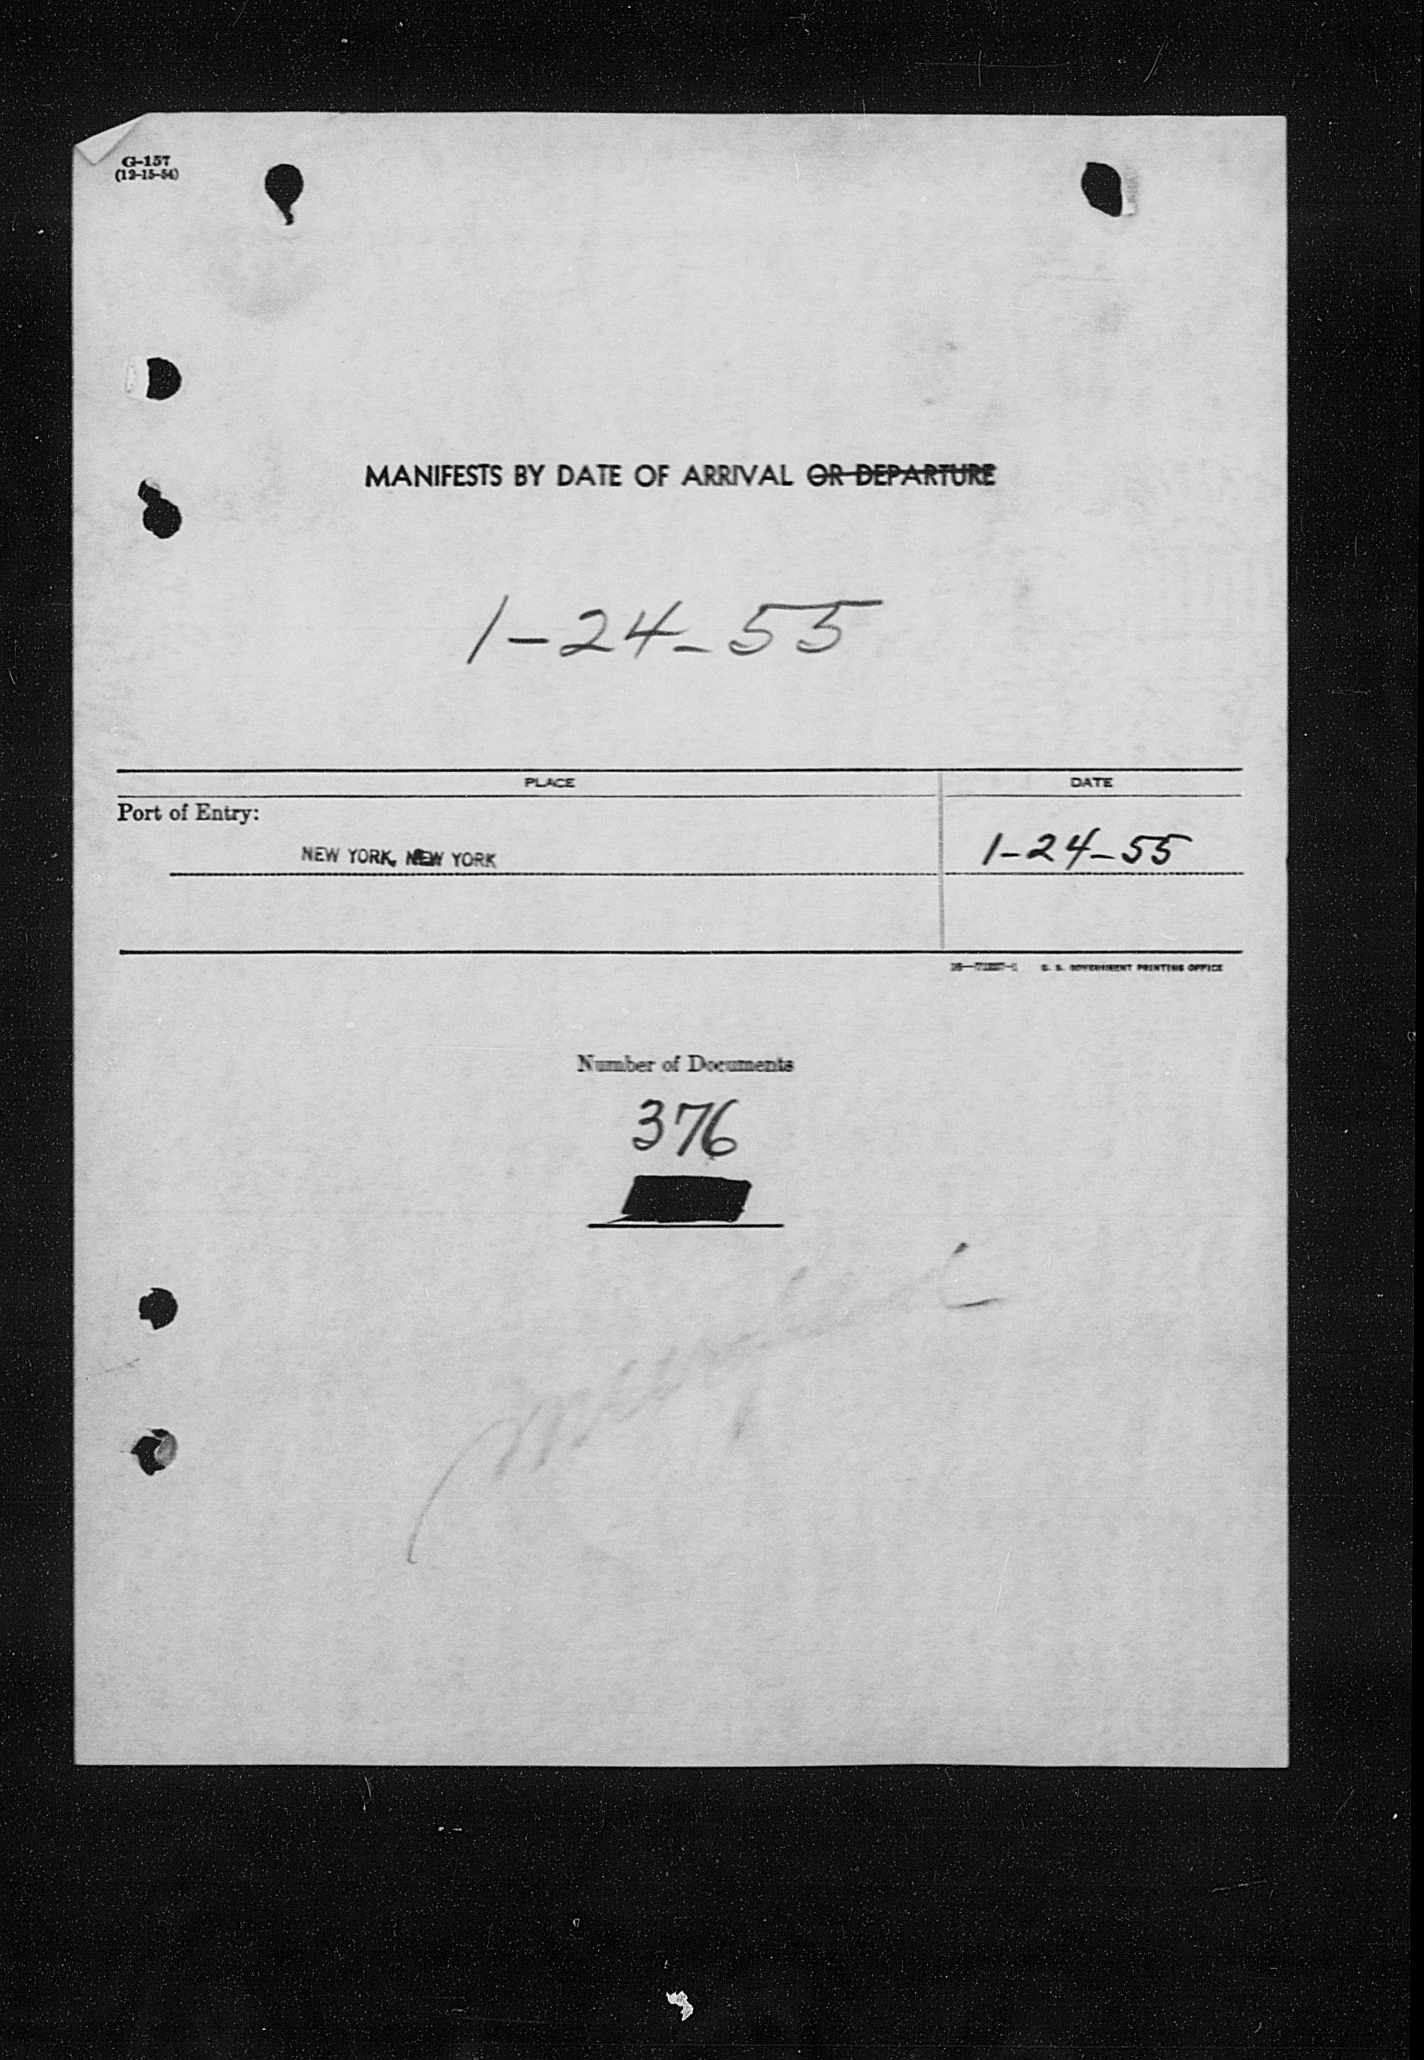 G-157
(12-15-54)
MANIFESTS BY DATE OF ARRIVAL OR DEPARTURE
1-24-55
PLACE DATE
Port of Entry:
NEW YORK, NEW YORK 1-24-55
U. S. GOVERNMENT PRINTING OFFICE
Number of Documents
376